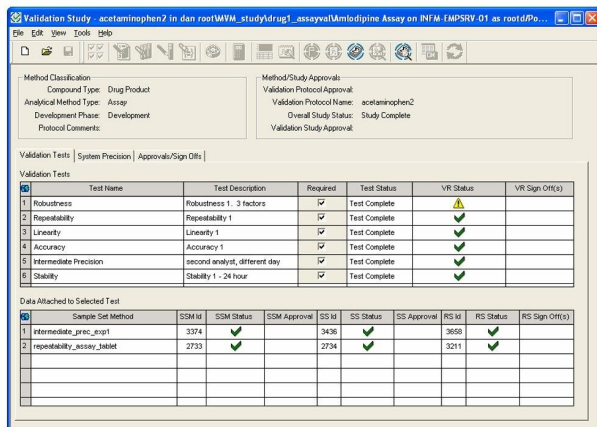 Validation Study - acetaminophen2 in dan root\MVM_study\drug1_assayval\Amlodipine Assay on INFM-EMPSRV-01 as rootd/Po...
File Edit View Tools Help
Method Classification
Compound Type: Drug Product
Analytical Method Type: Assay
Development Phase: Development
Protocol Comments:
Method/Study Approvals
Validation Protocol Approval:
Validation Protocol Name: acetaminophen2
Overall Study Status: Study Complete
Validation Study Approval:
Validation Tests System Precision Approvals/Sign Offs
Validation Tests
Test Name Test Description Required Test Status VR Status VR Sign Off(s)
1 Robustness Robustness 1. 3 factors Test Complete
2 Repeatability Repeatability 1 Test Complete
3 Linearity Linearity 1 Test Complete
4 Accuracy Accuracy 1 Test Complete
5 Intermediate Precision second analyst, different day Test Complete
6 Stability Stability 1 - 24 hour Test Complete
Data Attached to Selected Test
Sample Set Method SSM Id SSM Status SSM Approval SS Id SS Status SS Approval RS Id RS Status RS Sign Off(s)
1 intermediate_prec_exp1 3374 3436 3658
2 repeatability_assay_tablet 2733 2734 3211